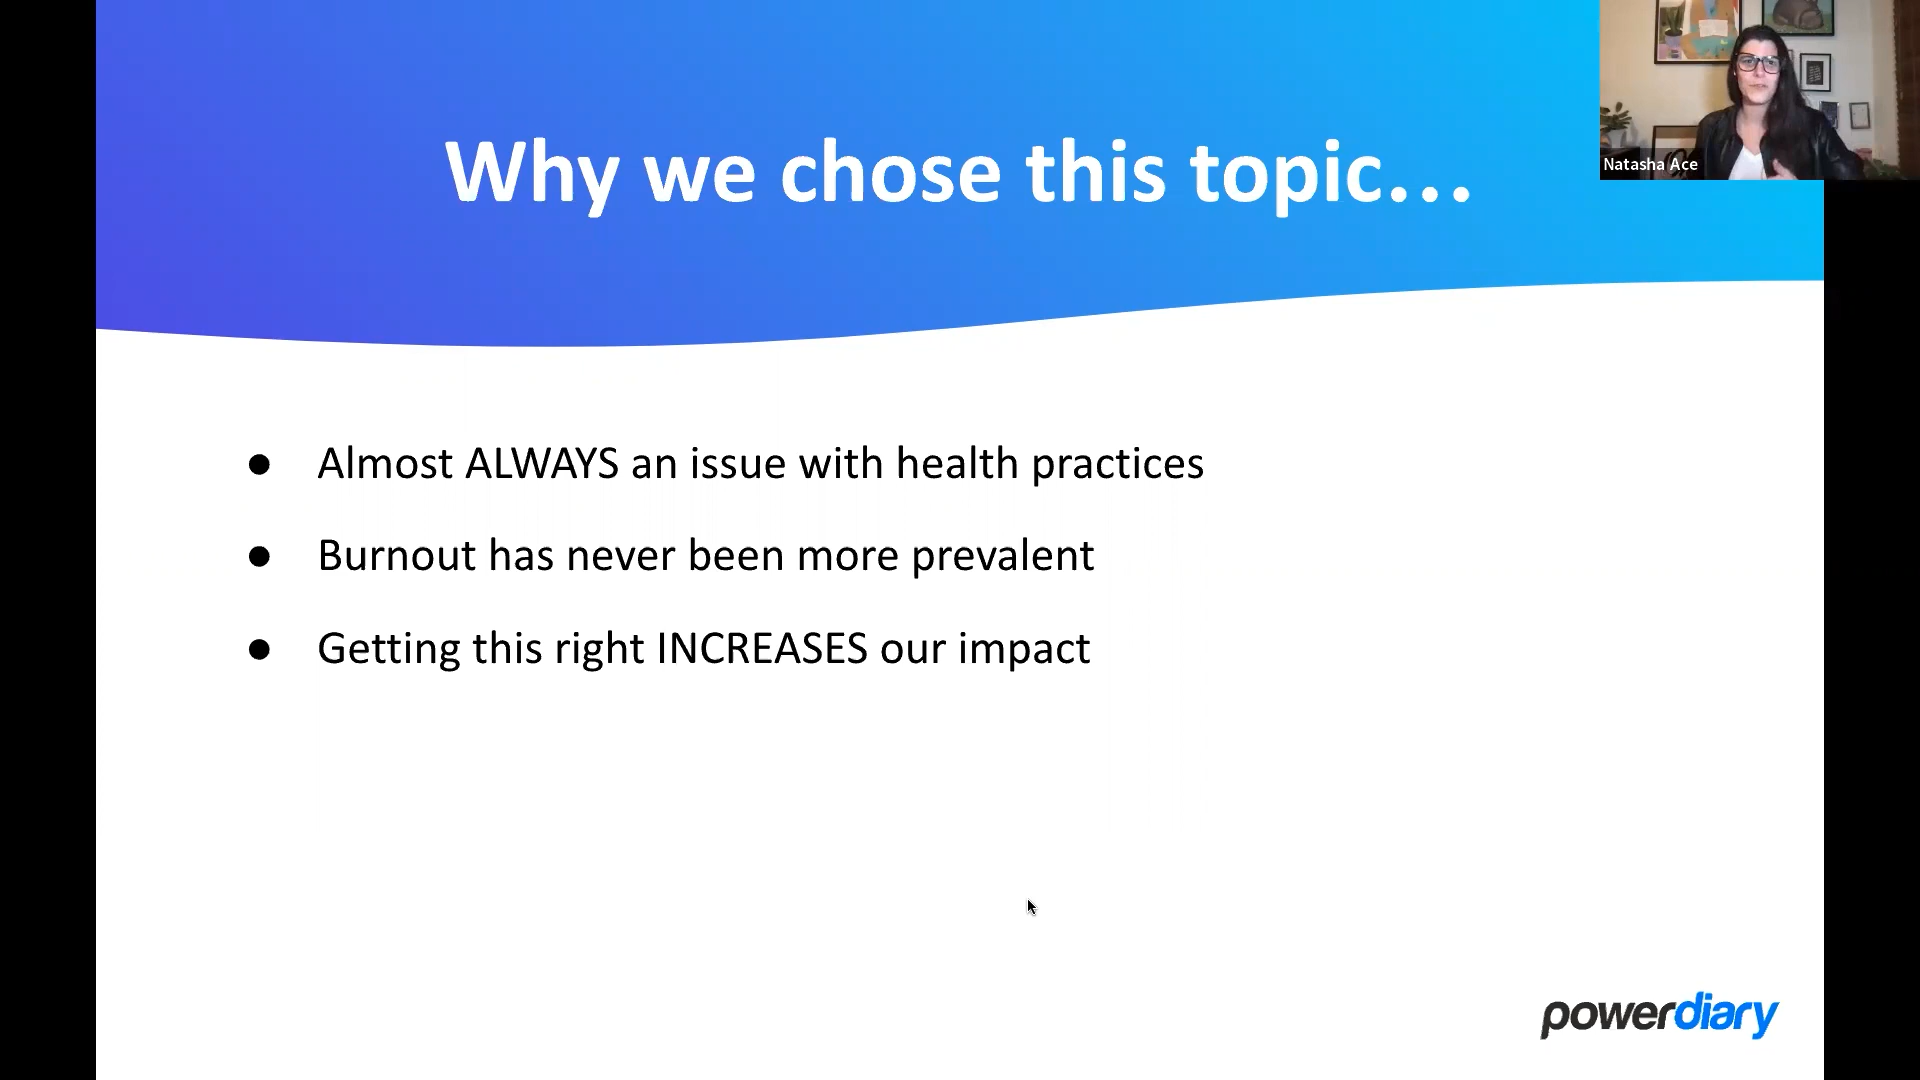 Why we chose this topic...
Natasha Ace
● Almost ALWAYS an issue with health practices
● Burnout has never been more prevalent
● Getting this right INCREASES our impact
powerdiary